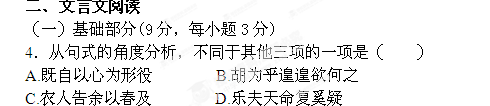 二、文言文阅读
（一）基础部分(9分，每小题3分)
4．从句式的角度分析，不同于其他三项的一项是（　　）
A.既自以心为形役　　B.胡为乎遑遑欲何之
C.农人告余以春及　　D.乐夫天命复奚疑